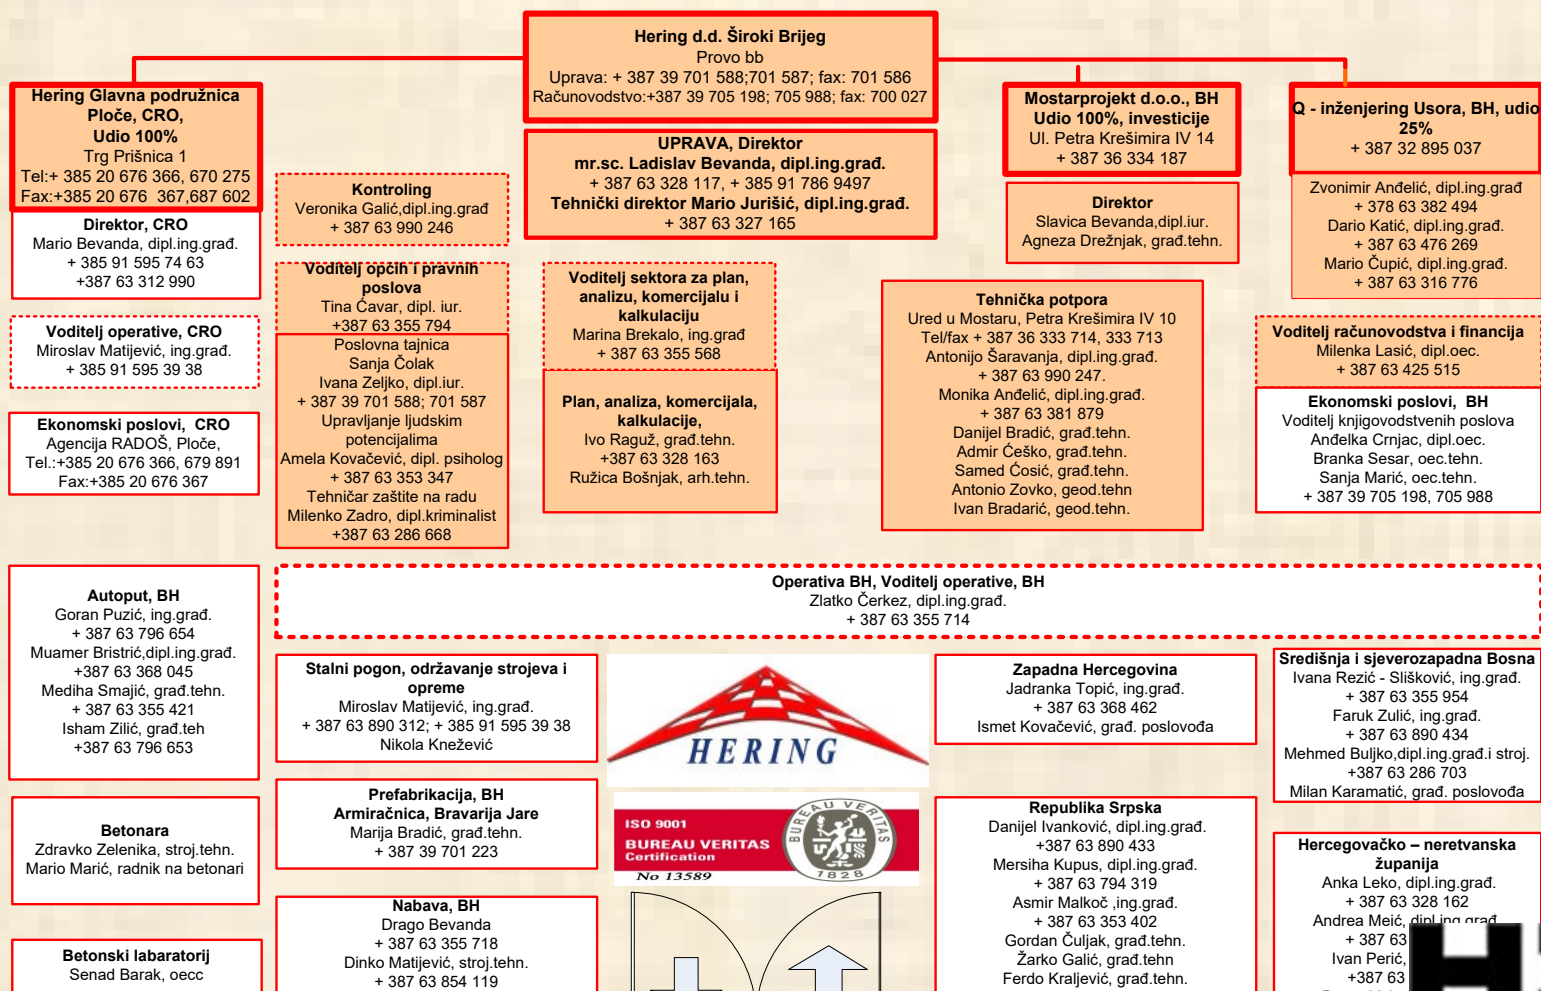 Hering d.d. Široki Brijeg
Provo bb
Uprava: + 387 39 701 588;701 587; fax: 701 586
Računovodstvo:+387 39 705 198; 705 988; fax: 700 027
Hering Glavna podružnica
Ploče, CRO,
Udio 100%
Trg Prišnica 1
Tel:+ 385 20 676 366, 670 275
Fax:+385 20 676 367,687 602
Mostarprojekt d.o.o., BH
Udio 100%, investicije
Ul. Petra Krešimira IV 14
+ 387 36 334 187
Q - inženjering Usora, BH, udio
25%
+ 387 32 895 037
UPRAVA, Direktor
mr.sc. Ladislav Bevanda, dipl.ing.građ.
+ 387 63 328 117, + 385 91 786 9497
Tehnički direktor Mario Jurišić, dipl.ing.građ.
+ 387 63 327 165
Kontroling
Veronika Galić,dipl.ing.građ
+ 387 63 990 246
Direktor
Slavica Bevanda,dipl.iur.
Agneza Drežnjak, građ.tehn.
Zvonimir Anđelić, dipl.ing.građ
+ 378 63 382 494
Dario Katić, dipl.ing.građ.
+ 387 63 476 269
Mario Čupić, dipl.ing.građ.
+ 387 63 316 776
Direktor, CRO
Mario Bevanda, dipl.ing.građ.
+ 385 91 595 74 63
+387 63 312 990
Voditelj općih i pravnih
poslova
Tina Ćavar, dipl. iur.
+387 63 355 794
Poslovna tajnica
Sanja Čolak
Ivana Zeljko, dipl.iur.
+ 387 39 701 588; 701 587
Upravljanje ljudskim
potencijalima
Amela Kovačević, dipl. psiholog
+ 387 63 353 347
Tehničar zaštite na radu
Milenko Zadro, dipl.kriminalist
+387 63 286 668
Voditelj sektora za plan,
analizu, komercijalu i
kalkulaciju
Marina Brekalo, ing.građ
+ 387 63 355 568
Plan, analiza, komercijala,
kalkulacije,
Ivo Raguž, građ.tehn.
+387 63 328 163
Ružica Bošnjak, arh.tehn.
Tehnička potpora
Ured u Mostaru, Petra Krešimira IV 10
Tel/fax + 387 36 333 714, 333 713
Antonijo Šaravanja, dipl.ing.građ.
+ 387 63 990 247.
Monika Anđelić, dipl.ing.građ.
+ 387 63 381 879
Danijel Bradić, građ.tehn.
Admir Ćeško, građ.tehn.
Samed Ćosić, građ.tehn.
Antonio Zovko, geod.tehn
Ivan Bradarić, geod.tehn.
Voditelj računovodstva i financija
Milenka Lasić, dipl.oec.
+ 387 63 425 515
Ekonomski poslovi, BH
Voditelj knjigovodstvenih poslova
Anđelka Crnjac, dipl.oec.
Branka Sesar, oec.tehn.
Sanja Marić, oec.tehn.
+ 387 39 705 198, 705 988
Voditelj operative, CRO
Miroslav Matijević, ing.građ.
+ 385 91 595 39 38
Ekonomski poslovi, CRO
Agencija RADOŠ, Ploče,
Tel.:+385 20 676 366, 679 891
Fax:+385 20 676 367
Operativa BH, Voditelj operative, BH
Zlatko Čerkez, dipl.ing.građ.
+ 387 63 355 714
Autoput, BH
Goran Puzić, ing.građ.
+ 387 63 796 654
Muamer Bristrić,dipl.ing.građ.
+387 63 368 045
Mediha Smajić, građ.tehn.
+ 387 63 355 421
Isham Zilić, građ.teh
+387 63 796 653
Betonara
Zdravko Zelenika, stroj.tehn.
Mario Marić, radnik na betonari
Betonski labaratorij
Senad Barak, oecc
Stalni pogon, održavanje strojeva i
opreme
Miroslav Matijević, ing.građ.
+ 387 63 890 312; + 385 91 595 39 38
Nikola Knežević
Prefabrikacija, BH
Armiračnica, Bravarija Jare
Marija Bradić, građ.tehn.
+ 387 39 701 223
Nabava, BH
Drago Bevanda
+ 387 63 355 718
Dinko Matijević, stroj.tehn.
+ 387 63 854 119
HERING
ISO 9001
BUREAU VERITAS
Certification
No 13589
BUREAU VERITAS
1828
Zapadna Hercegovina
Jadranka Topić, ing.građ.
+ 387 63 368 462
Ismet Kovačević, građ. poslovođa
Republika Srpska
Danijel Ivanković, dipl.ing.građ.
+387 63 890 433
Mersiha Kupus, dipl.ing.građ.
+ 387 63 794 319
Asmir Malkoč ,ing.građ.
+ 387 63 353 402
Gordan Čuljak, građ.tehn.
Žarko Galić, građ.tehn
Ferdo Kraljević, građ.tehn.
Središnja i sjeverozapadna Bosna
Ivana Rezić - Slišković, ing.građ.
+ 387 63 355 954
Faruk Zulić, ing.građ.
+ 387 63 890 434
Mehmed Buljko,dipl.ing.građ.i stroj.
+387 63 286 703
Milan Karamatić, građ. poslovođa
Hercegovačko – neretvanska
županija
Anka Leko, dipl.ing.građ.
+ 387 63 328 162
Andrea Meić, dipl.ing.građ
+ 387 63
Ivan Perić,
+387 63